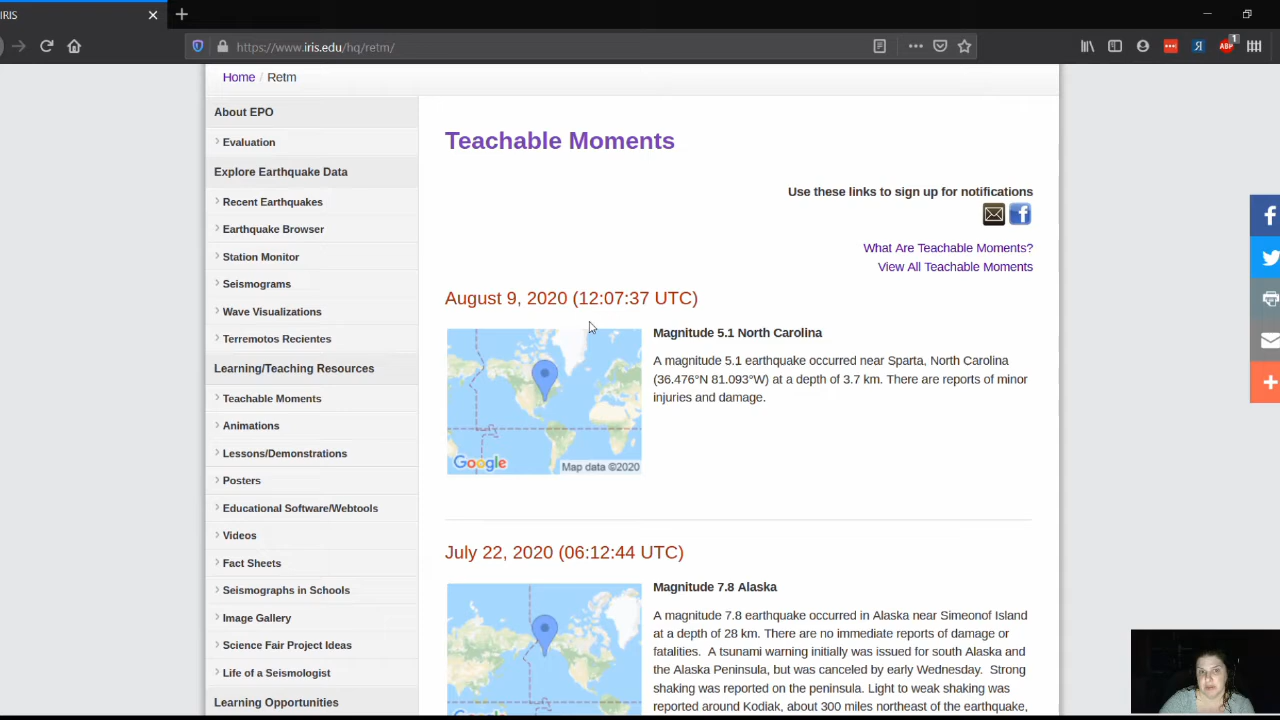 IRIS
https://www.iris.edu/hq/retm/
ABP
1
Home / Retm
About EPO
Evaluation
Explore Earthquake Data
Recent Earthquakes
Earthquake Browser
Station Monitor
Seismograms
Wave Visualizations
Terremotos Recientes
Learning/Teaching Resources
Teachable Moments
Animations
Lessons/Demonstrations
Posters
Educational Software/Webtools
Videos
Fact Sheets
Seismographs in Schools
Image Gallery
Science Fair Project Ideas
Life of a Seismologist
Learning Opportunities
Teachable Moments
Use these links to sign up for notifications
What Are Teachable Moments?
View All Teachable Moments
August 9, 2020 (12:07:37 UTC)
Google
Map data ©2020
Magnitude 5.1 North Carolina
A magnitude 5.1 earthquake occurred near Sparta, North Carolina
(36.476°N 81.093°W) at a depth of 3.7 km. There are reports of minor
injuries and damage.
July 22, 2020 (06:12:44 UTC)
Google
Magnitude 7.8 Alaska
A magnitude 7.8 earthquake occurred in Alaska near Simeonof Island
at a depth of 28 km. There are no immediate reports of damage or
fatalities. A tsunami warning initially was issued for south Alaska and
the Alaska Peninsula, but was canceled by early Wednesday. Strong
shaking was reported on the peninsula. Light to weak shaking was
reported around Kodiak, about 300 miles northeast of the earthquake,